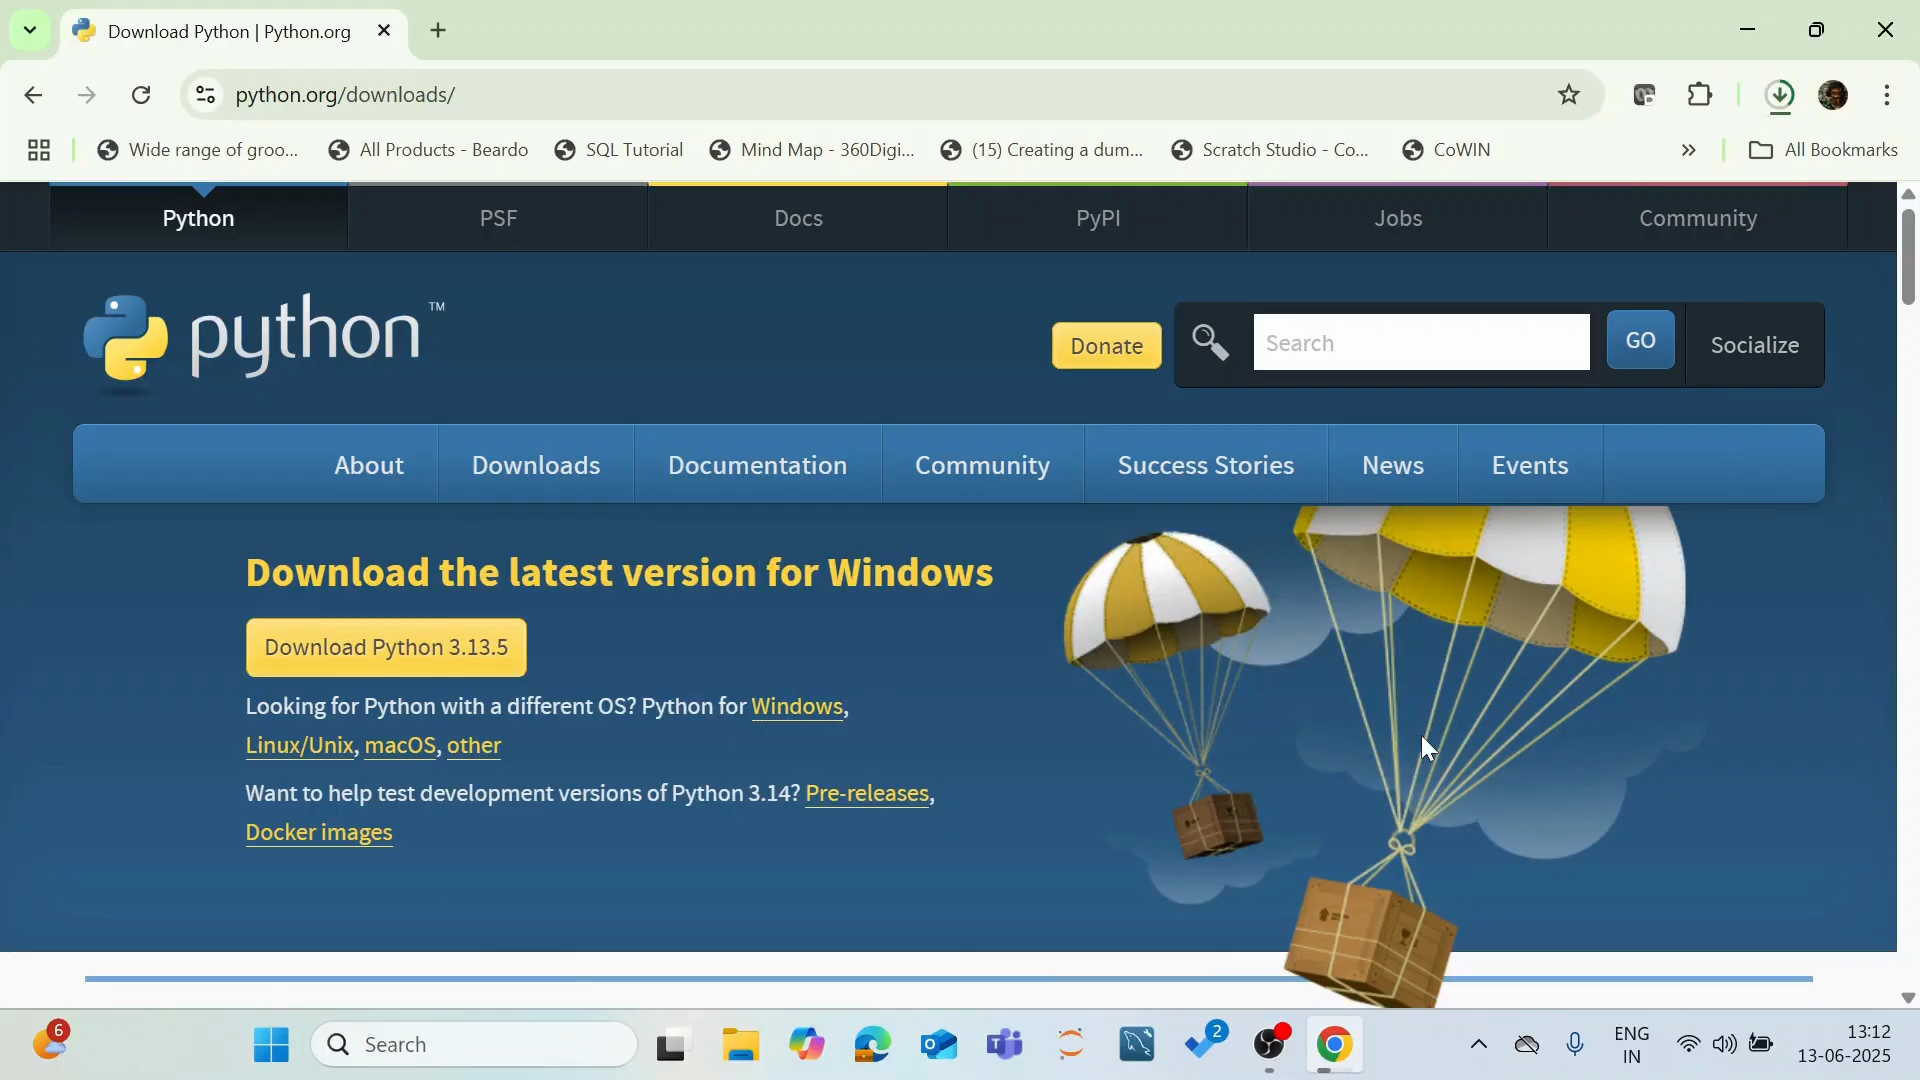 Download Python | Python.org
python.org/downloads/
Wide range of groo...
All Products - Beardo
SQL Tutorial
Mind Map - 360Digi...
(15) Creating a dum...
Scratch Studio - Co...
CoWIN
All Bookmarks
Python
PSF
Docs
PyPI
Jobs
Community
python™
Donate
Search
GO
Socialize
About
Downloads
Documentation
Community
Success Stories
News
Events
Download the latest version for Windows
Download Python 3.13.5
Looking for Python with a different OS? Python for Windows,
Linux/Unix, macOS, other
Want to help test development versions of Python 3.14? Pre-releases,
Docker images
6
Search
2
ENG
IN
13:12
13-06-2025